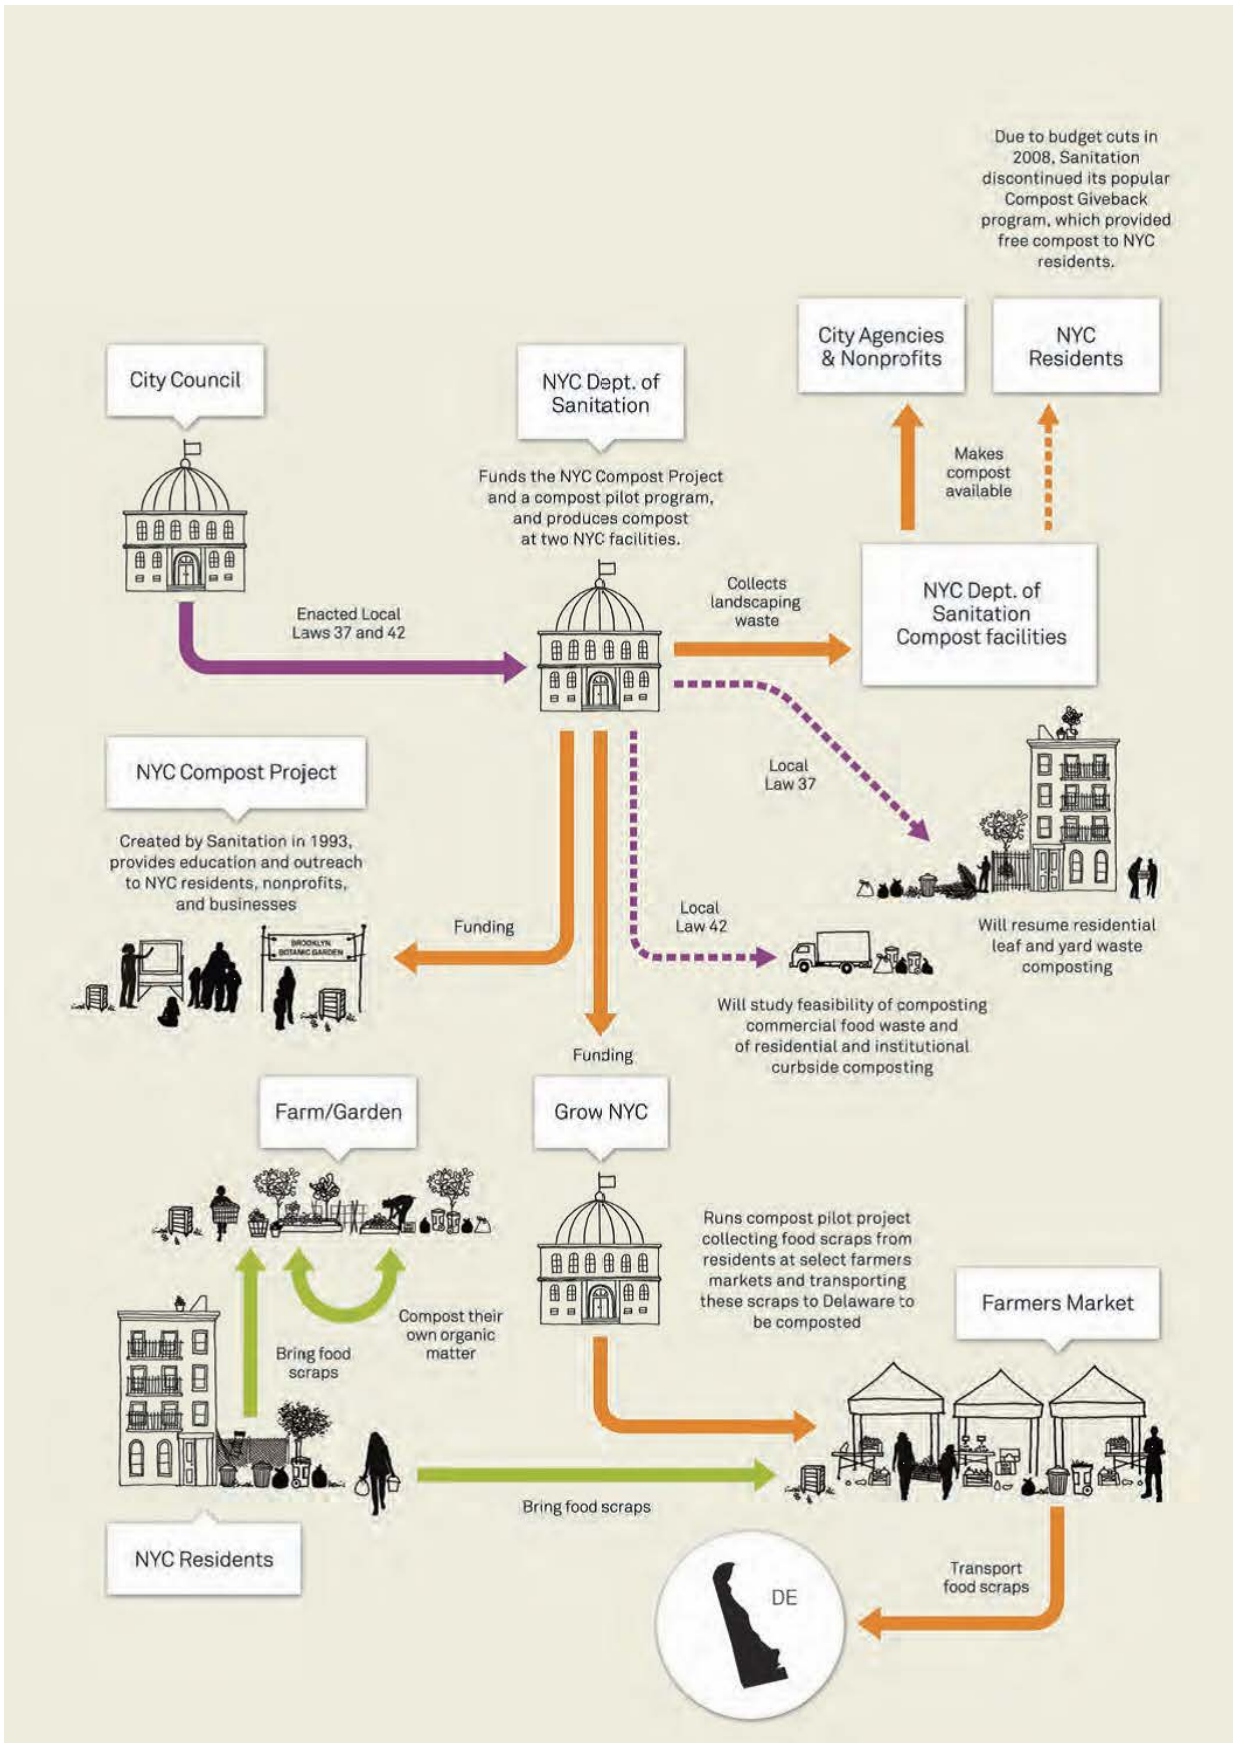 Due to budget cuts in
2008, Sanitation
discontinued its popular
Compost Giveback
program, which provided
free compost to NYC
residents.
City Agencies
& Nonprofits
NYC
Residents
City Council
NYC Dept. of
Sanitation
Makes
compost
available
Funds the NYC Compost Project
and a compost pilot program,
and produces compost
at two NYC facilities.
Collects
landscaping
waste
NYC Dept. of
Sanitation
Compost facilities
Enacted Local
Laws 37 and 42
NYC Compost Project
Local
Law 37
Created by Sanitation in 1993,
provides education and outreach
to NYC residents, nonprofits,
and businesses
Funding
Local
Law 42
Will resume residential
leaf and yard waste
composting
BROOKLYN
BOTANIC GARDEN
Will study feasibility of composting
commercial food waste and
of residential and institutional
curbside composting
Funding
Farm/Garden
Grow NYC
Runs compost pilot project
collecting food scraps from
residents at select farmers
markets and transporting
these scraps to Delaware to
be composted
Farmers Market
Compost their
own organic
matter
Bring food
scraps
Bring food scraps
NYC Residents
Transport
food scraps
DE